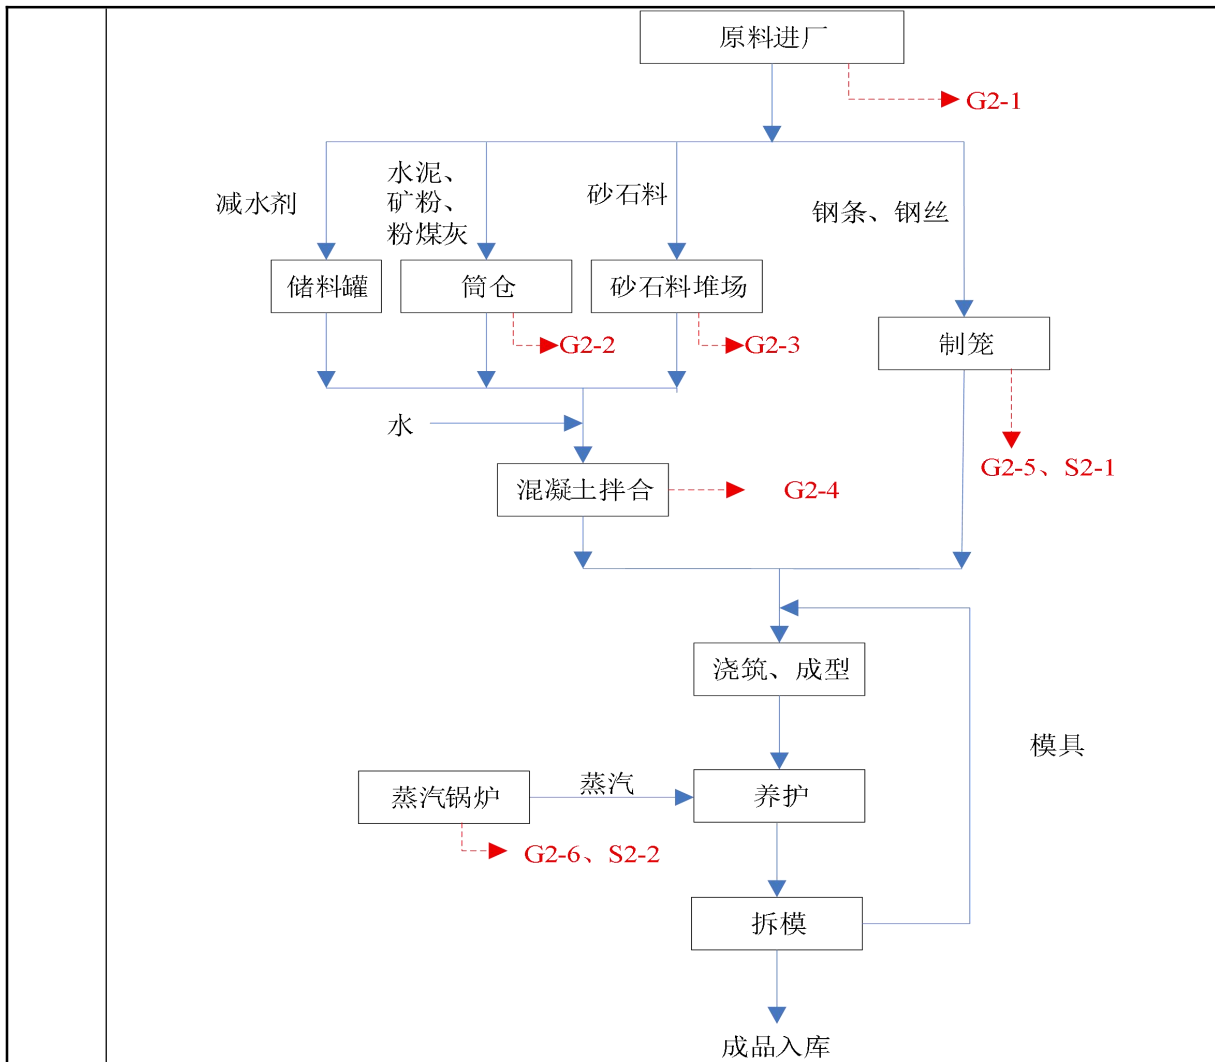 原料进厂
G2-1
减水剂
水泥、
矿粉、
粉煤灰
砂石料
钢条、钢丝
储料罐
筒仓
砂石料堆场
制笼
G2-2
G2-3
水
G2-5、S2-1
混凝土拌合
G2-4
浇筑、成型
模具
蒸汽锅炉
蒸汽
养护
G2-6、S2-2
拆模
成品入库